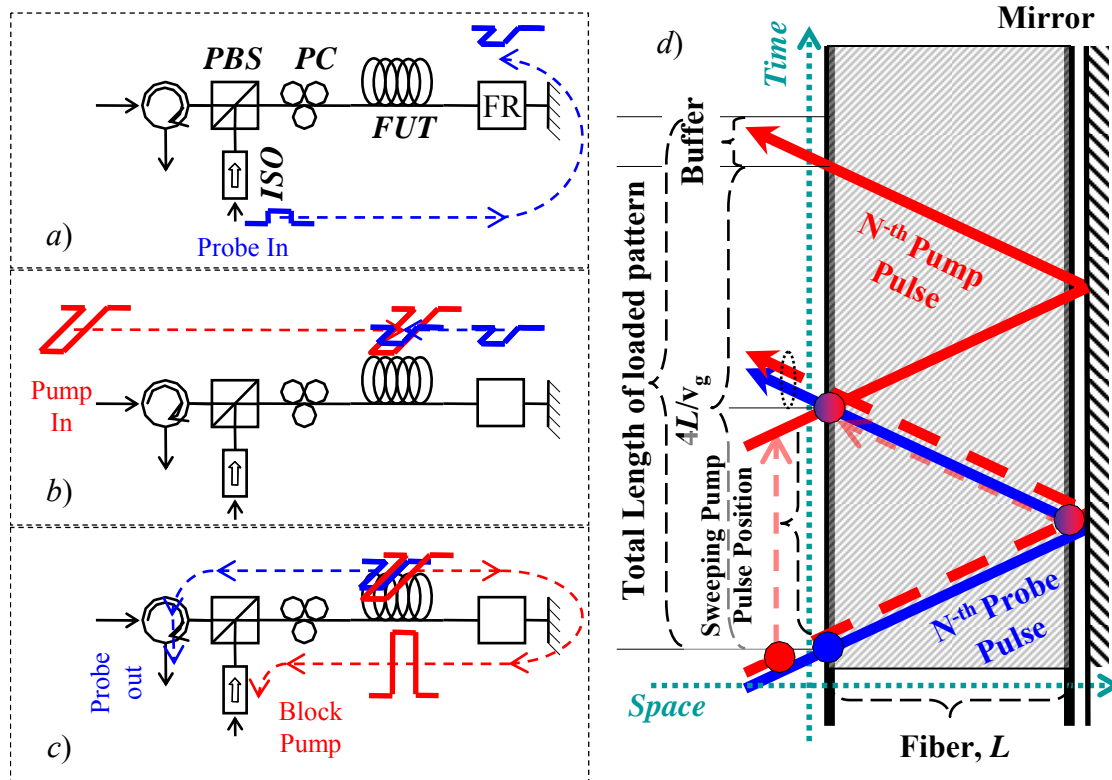 a)
PBS
PC
FUT
FR
ISO
Probe In
b)
Pump
In
c)
Probe
out
Block
Pump
d)
Mirror
Time
Buffer
Total Length of loaded pattern
4L/vg
Sweeping Pump
Pulse Position
N-th Pump
Pulse
N-th Probe
Pulse
Space
Fiber, L